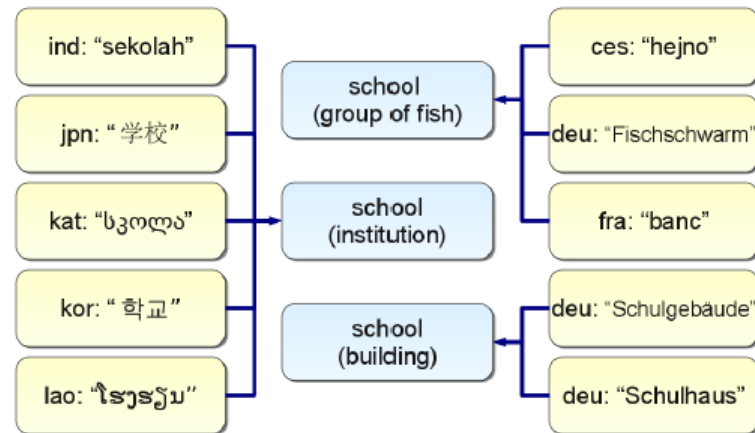 ind: "sekolah"
jpn: "学校"
kat: "სკოლა"
kor: "학교"
lao: "ໂຮງຮຽນ"
school
(group of fish)
school
(institution)
school
(building)
ces: "hejno"
deu: "Fischschwarm"
fra: "banc"
deu: "Schulgebäude"
deu: "Schulhaus"